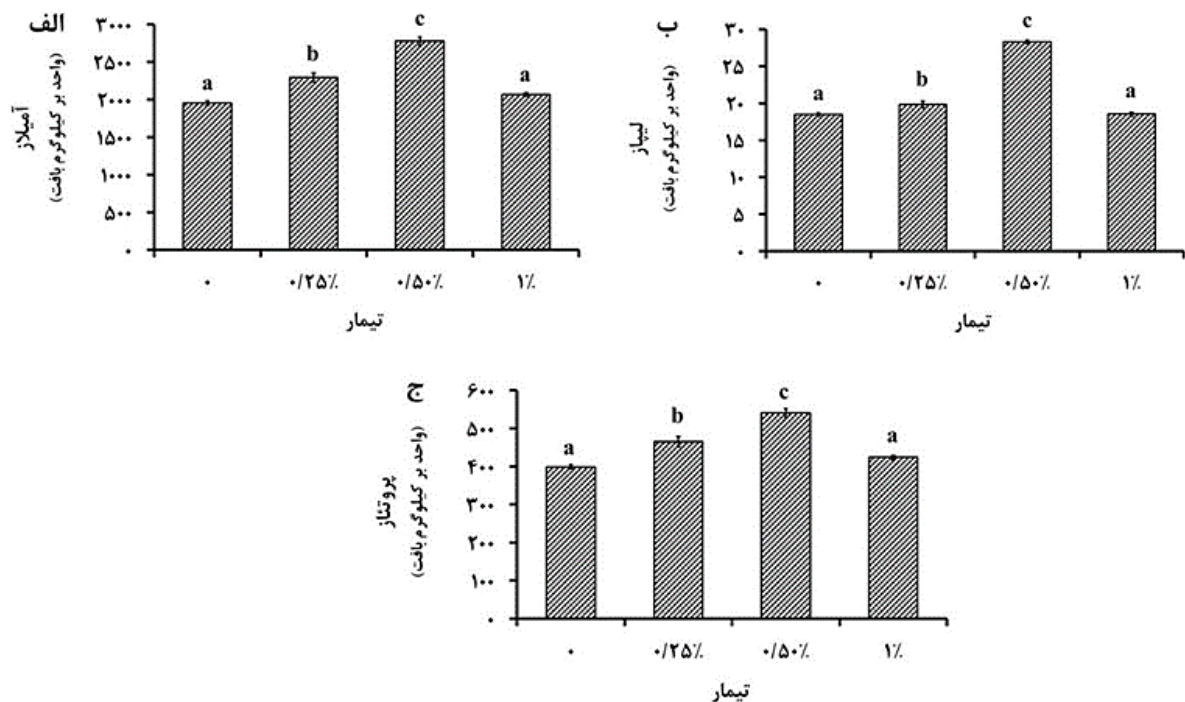 الف
آمیلاز
(واحد بر کیلوگرم بافت)
۳۰۰۰
۲۵۰۰
۲۰۰۰
۱۵۰۰
۱۰۰۰
۵۰۰
۰
a
b
c
a
۰
۰/۲۵٪
۰/۵۰٪
۱٪
تیمار
ب
لیپاز
(واحد بر کیلوگرم بافت)
۳۰
۲۵
۲۰
۱۵
۱۰
۵
۰
a
b
c
a
۰
۰/۲۵٪
۰/۵۰٪
۱٪
تیمار
ج
پروتئاز
(واحد بر کیلوگرم بافت)
۶۰۰
۵۰۰
۴۰۰
۳۰۰
۲۰۰
۱۰۰
۰
a
b
c
a
۰
۰/۲۵٪
۰/۵۰٪
۱٪
تیمار